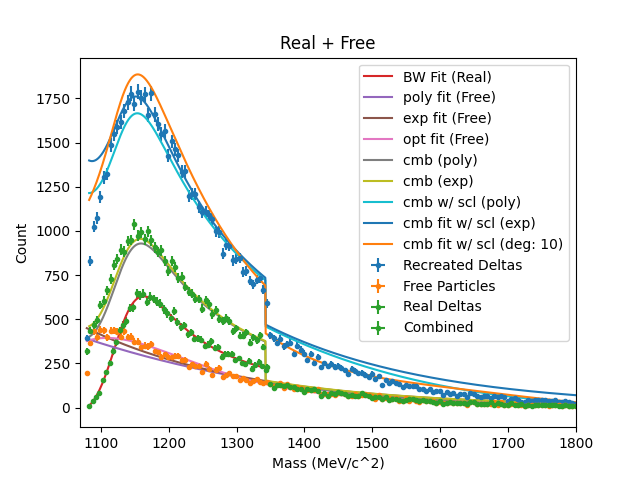 Real + Free
BW Fit (Real)
poly fit (Free)
exp fit (Free)
opt fit (Free)
cmb (poly)
cmb (exp)
cmb w/ scl (poly)
cmb fit w/ scl (exp)
cmb fit w/ scl (deg: 10)
Recreated Deltas
Free Particles
Real Deltas
Combined
Count
1750
1500
1250
1000
750
500
250
0
1100 1200 1300 1400 1500 1600 1700 1800
Mass (MeV/c^2)